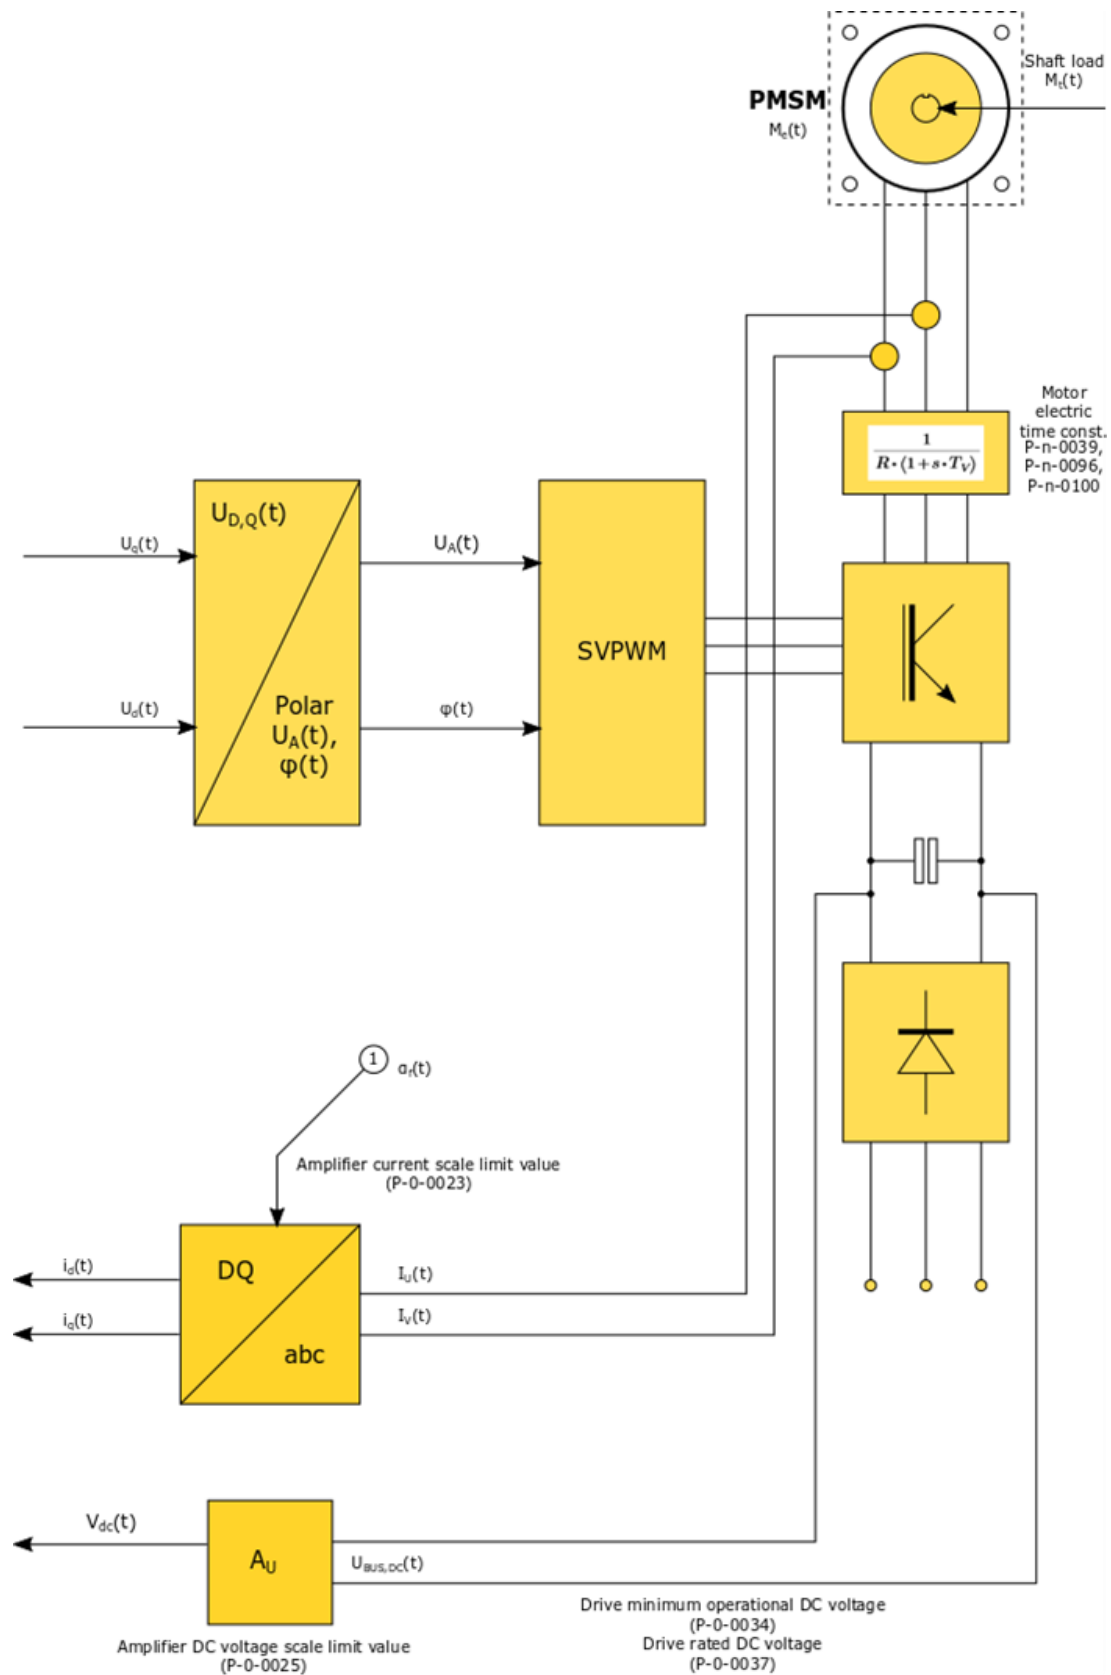 Shaft load
Mₜ(t)
PMSM
Mₑ(t)
Motor
electric
time const.
P-n-0039,
P-n-0096,
P-n-0100
1
R·(1+s·T_V)
U_D,Q(t)
U_q(t)
U_A(t)
SVPWM
U_d(t)
Polar
U_A(t),
φ(t)
φ(t)
1
α_f(t)
Amplifier current scale limit value
(P-0-0023)
DQ
abc
i_d(t)
i_q(t)
I_U(t)
I_V(t)
V_dc(t)
A_U
U_BUS,DC(t)
Drive minimum operational DC voltage
(P-0-0034)
Drive rated DC voltage
(P-0-0037)
Amplifier DC voltage scale limit value
(P-0-0025)